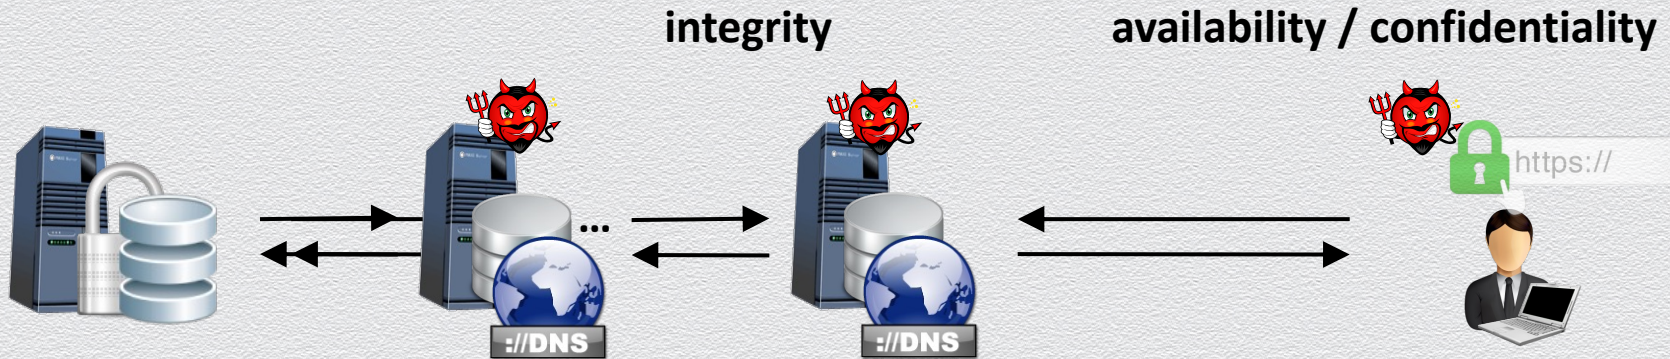 integrity
availability / confidentiality
https://
...
://DNS
://DNS